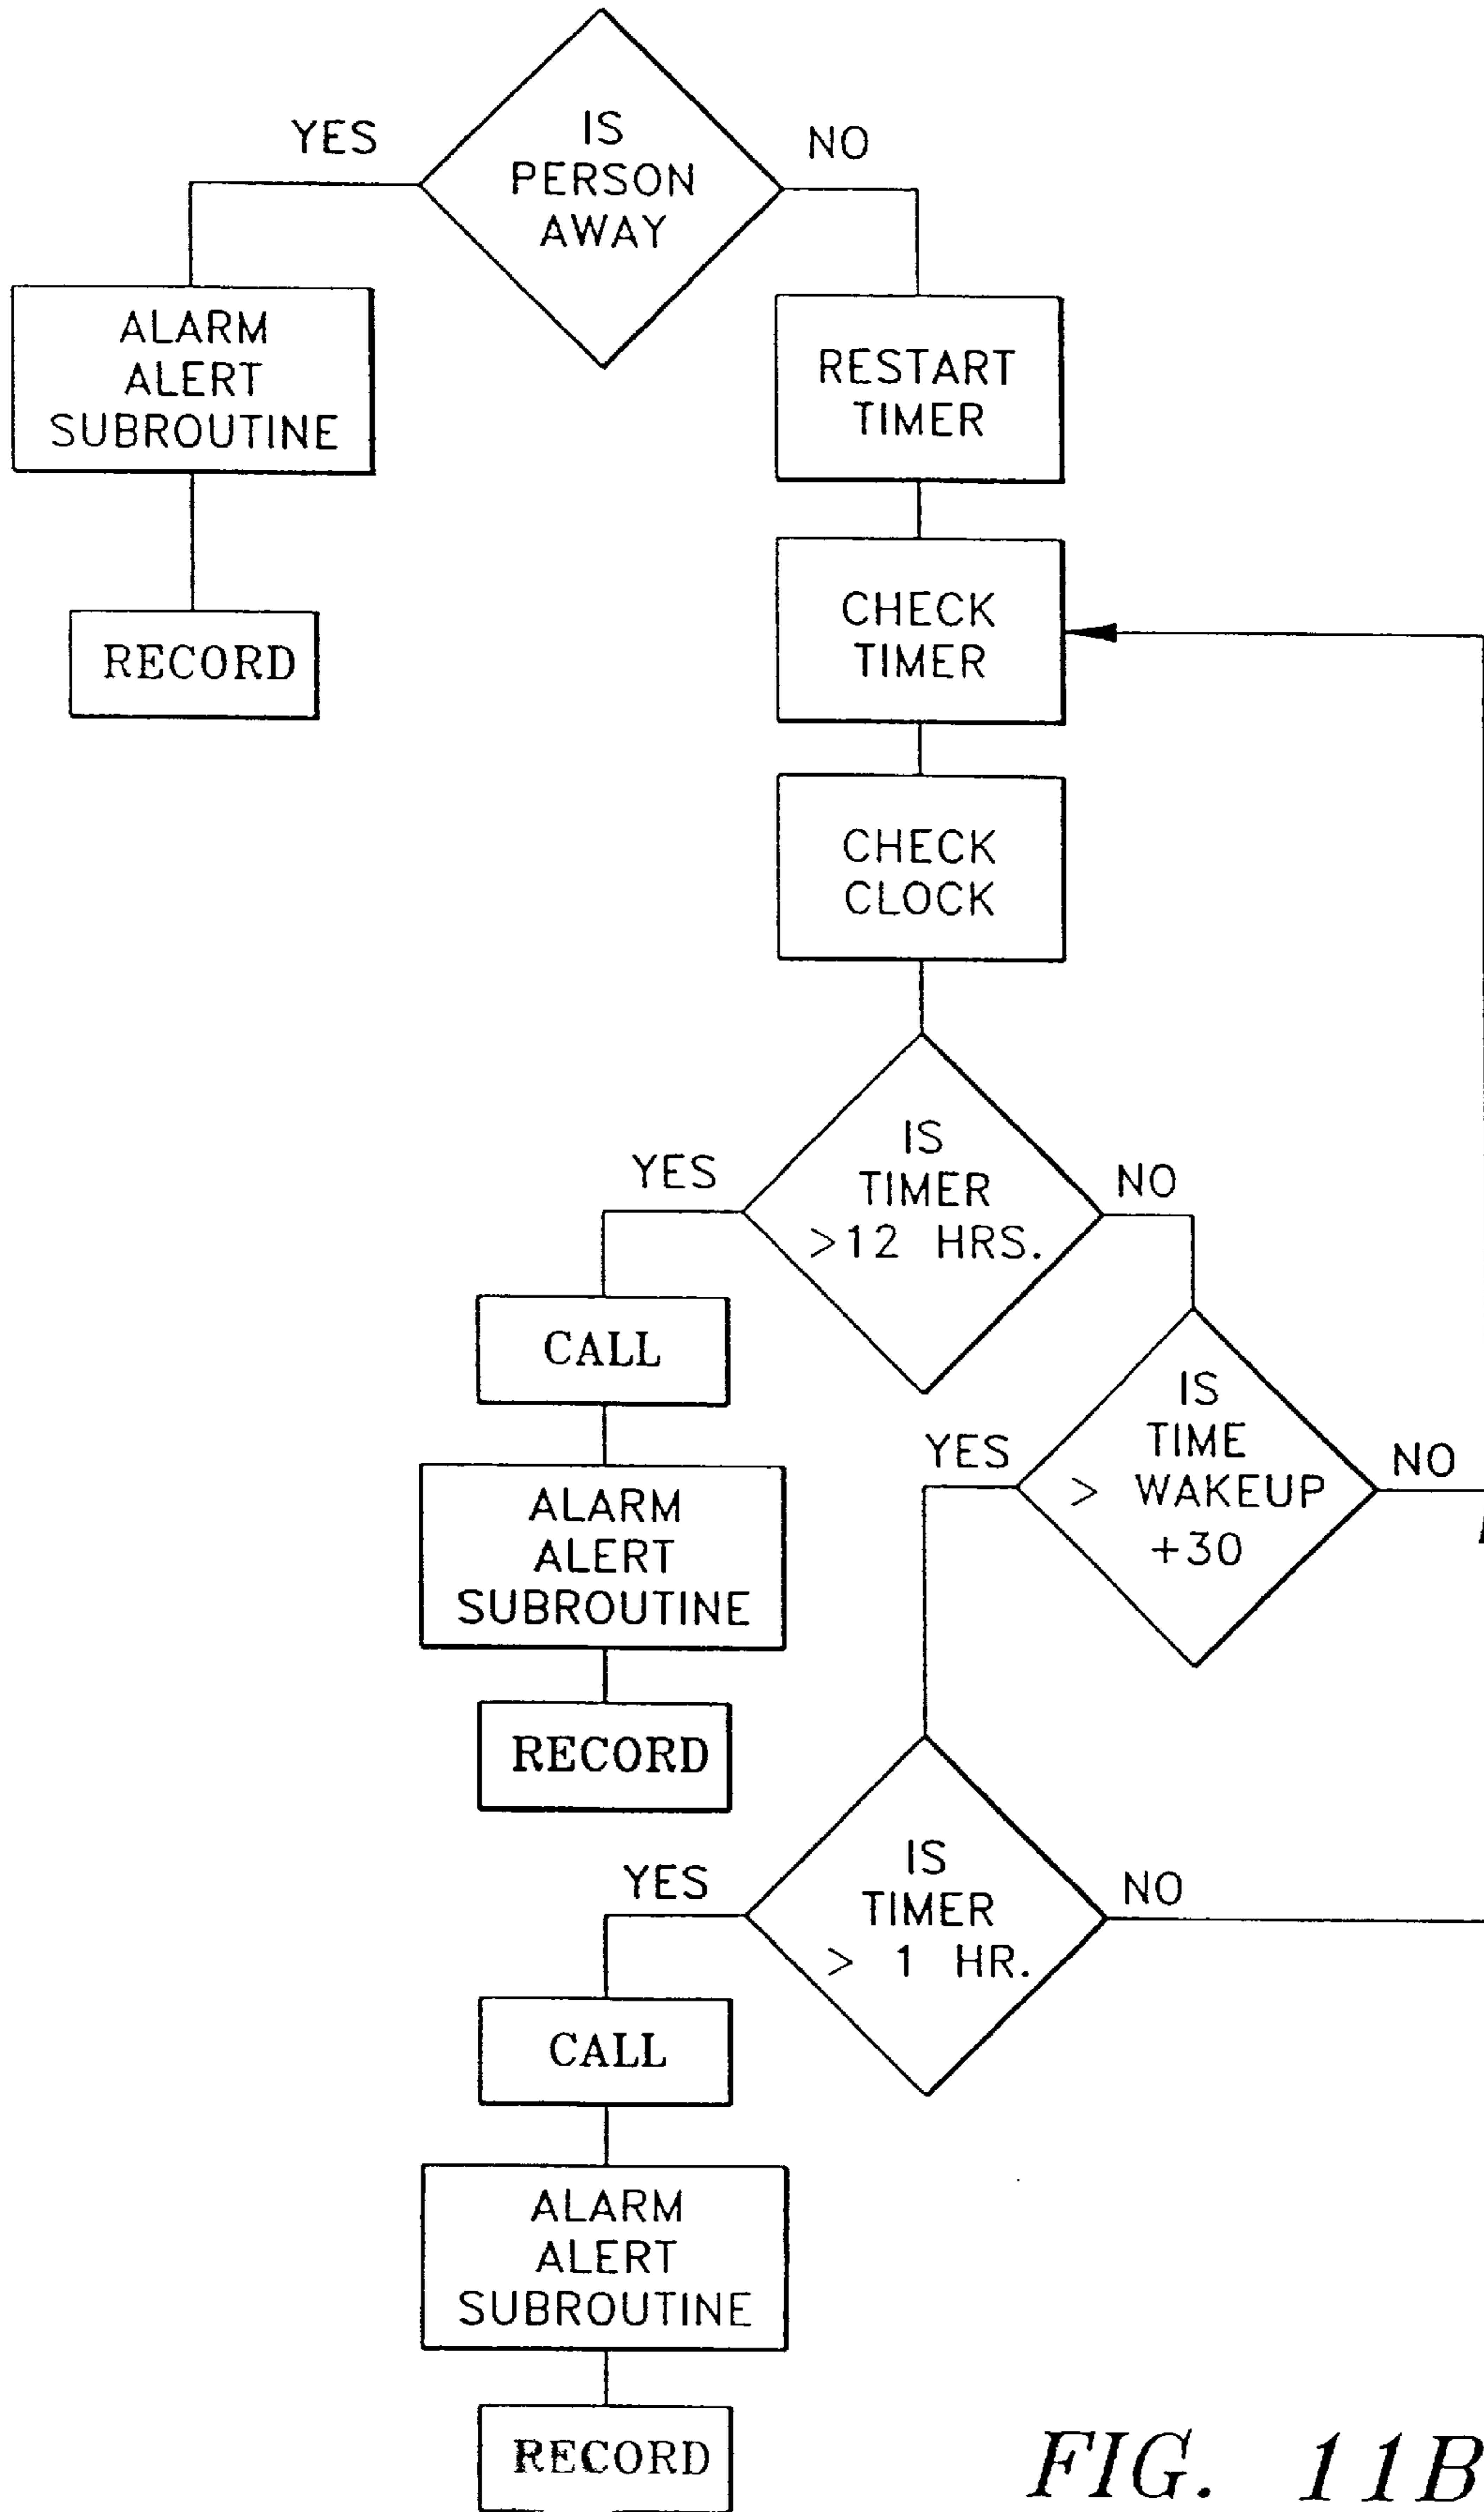 IS
PERSON
AWAY
YES
NO
ALARM
ALERT
SUBROUTINE
RECORD
RESTART
TIMER
CHECK
TIMER
CHECK
CLOCK
IS
TIMER
>12 HRS.
YES
NO
CALL
ALARM
ALERT
SUBROUTINE
RECORD
IS
TIME
> WAKEUP
+30
YES
NO
IS
TIMER
> 1 HR.
YES
NO
CALL
ALARM
ALERT
SUBROUTINE
RECORD
FIG. 11B